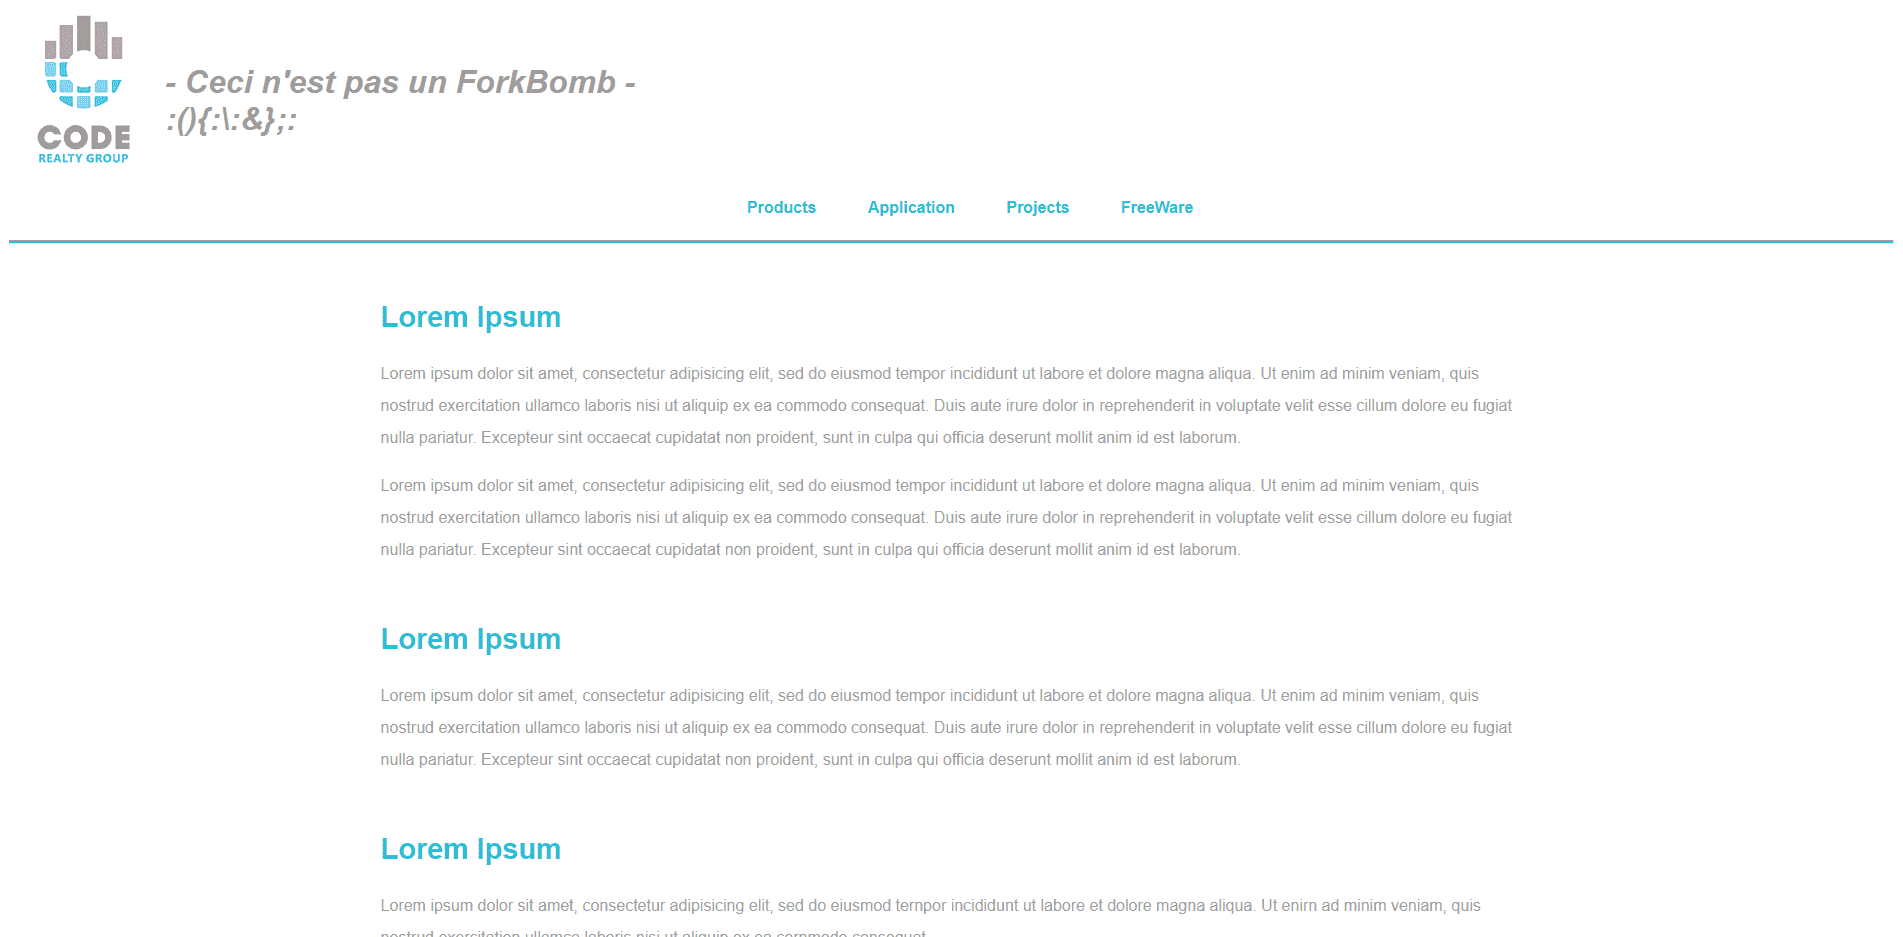 - Ceci n'est pas un ForkBomb -
:(){:\:&};:
CODE
REALTY GROUP
Products Application Projects FreeWare
Lorem Ipsum
Lorem ipsum dolor sit amet, consectetur adipisicing elit, sed do eiusmod tempor incididunt ut labore et dolore magna aliqua. Ut enim ad minim veniam, quis
nostrud exercitation ullamco laboris nisi ut aliquip ex ea commodo consequat. Duis aute irure dolor in reprehenderit in voluptate velit esse cillum dolore eu fugiat
nulla pariatur. Excepteur sint occaecat cupidatat non proident, sunt in culpa qui officia deserunt mollit anim id est laborum.
Lorem ipsum dolor sit amet, consectetur adipisicing elit, sed do eiusmod tempor incididunt ut labore et dolore magna aliqua. Ut enim ad minim veniam, quis
nostrud exercitation ullamco laboris nisi ut aliquip ex ea commodo consequat. Duis aute irure dolor in reprehenderit in voluptate velit esse cillum dolore eu fugiat
nulla pariatur. Excepteur sint occaecat cupidatat non proident, sunt in culpa qui officia deserunt mollit anim id est laborum.
Lorem Ipsum
Lorem ipsum dolor sit amet, consectetur adipisicing elit, sed do eiusmod tempor incididunt ut labore et dolore magna aliqua. Ut enim ad minim veniam, quis
nostrud exercitation ullamco laboris nisi ut aliquip ex ea commodo consequat. Duis aute irure dolor in reprehenderit in voluptate velit esse cillum dolore eu fugiat
nulla pariatur. Excepteur sint occaecat cupidatat non proident, sunt in culpa qui officia deserunt mollit anim id est laborum.
Lorem Ipsum
Lorem ipsum dolor sit amet, consectetur adipisicing elit, sed do eiusmod ternpor incididunt ut labore et dolore magna aliqua. Ut enirn ad minim veniam, quis
nostrud exercitation ullamco laboris nisi ut aliquip ex ea cornmodo consequat.